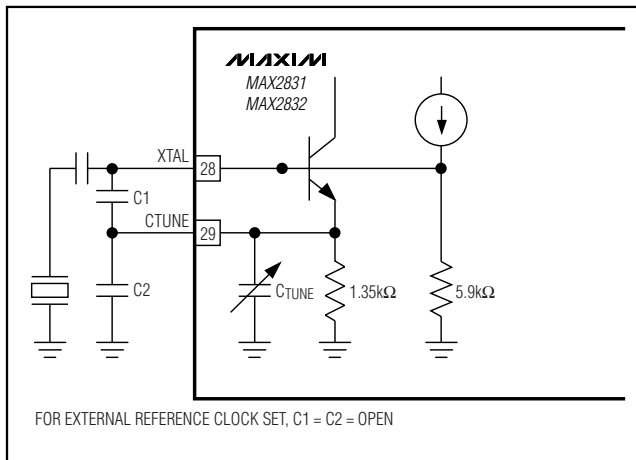 MAXIM
MAX2831
MAX2832
XTAL
28
C1
CTUNE
29
C2
CTUNE
1.35kΩ
5.9kΩ
FOR EXTERNAL REFERENCE CLOCK SET, C1 = C2 = OPEN